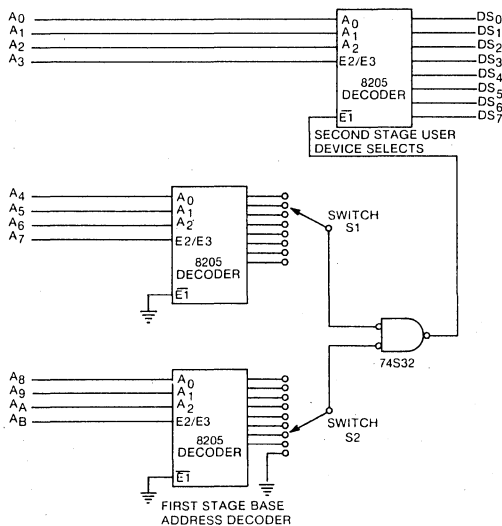 A0
A1
A2
A3
A0
A1
A2
E2/E3
8205
DECODER
E1
DS0
DS1
DS2
DS3
DS4
DS5
DS6
DS7
SECOND STAGE USER
DEVICE SELECTS
A4
A5
A6
A7
A0
A1
A2
E2/E3
8205
DECODER
E1
SWITCH
S1
74S32
A8
A9
AA
AB
A0
A1
A2
E2/E3
8205
DECODER
E1
SWITCH
S2
FIRST STAGE BASE
ADDRESS DECODER